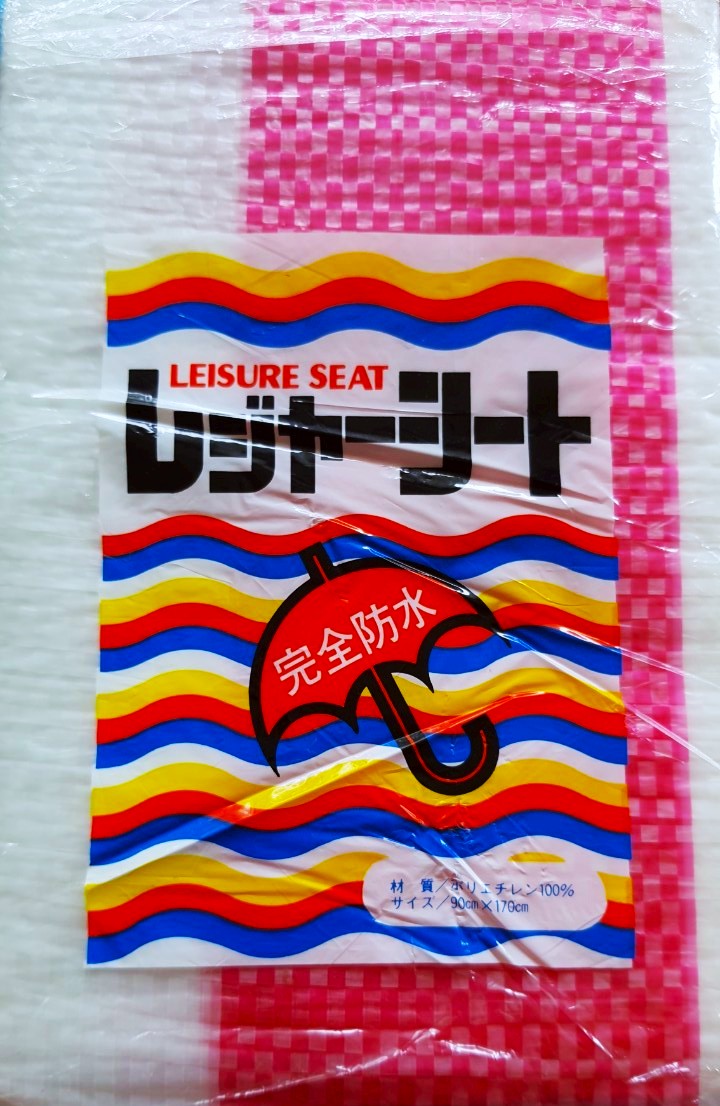 LEISURE SEAT
レジャーシート
完全防水
材 質／ポリエチレン100%
サイズ／90cm×170cm